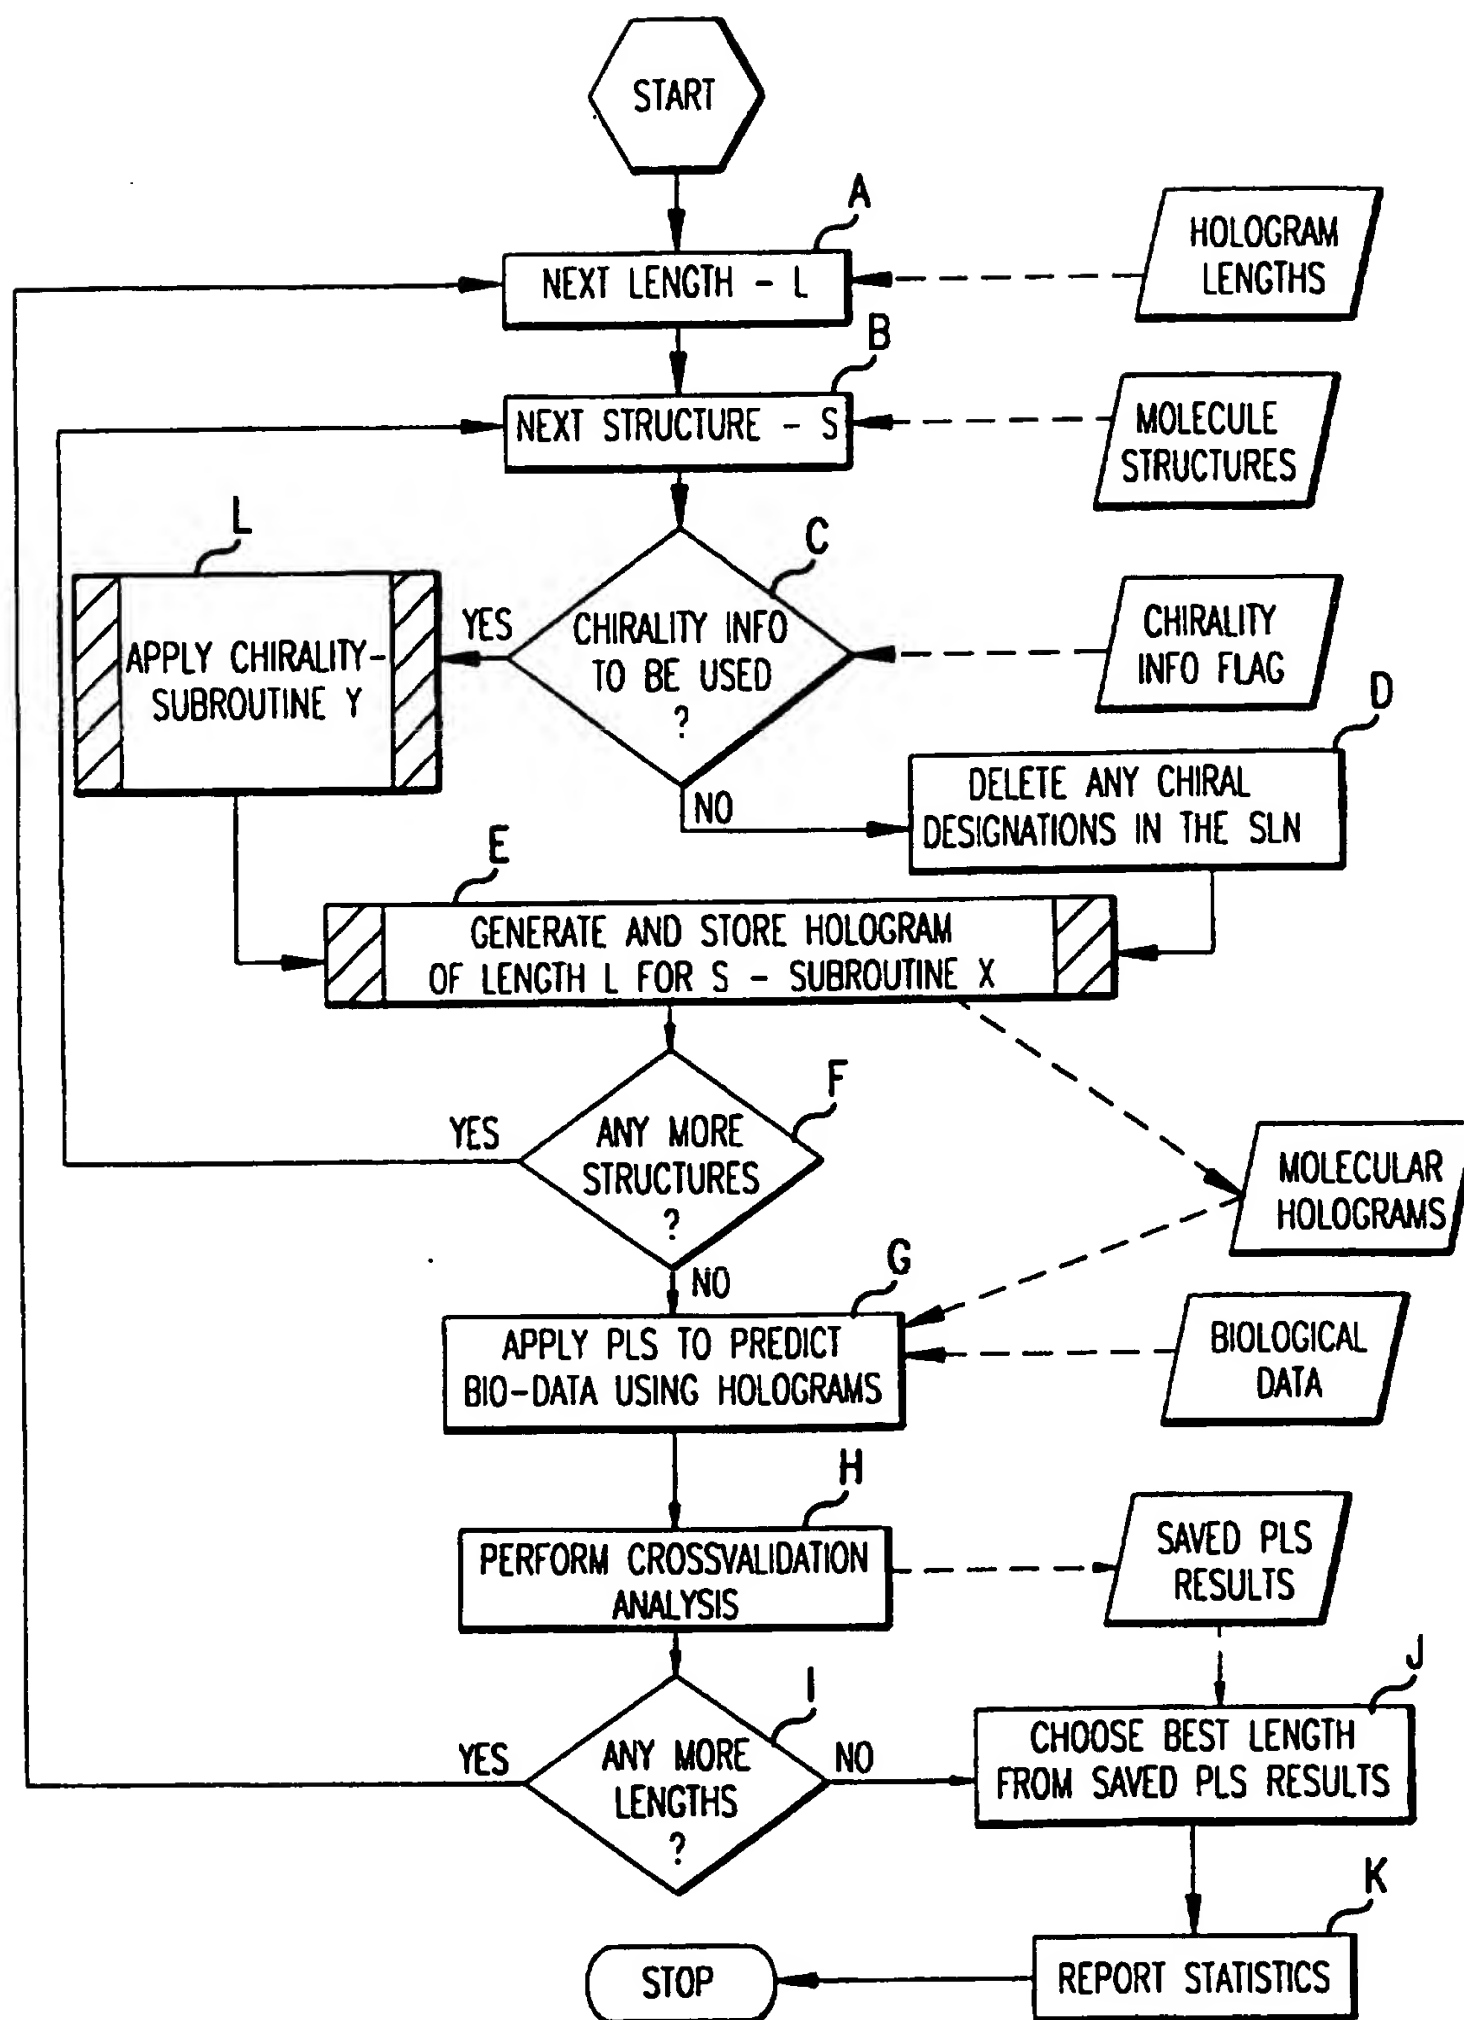 START
A
HOLOGRAM
LENGTHS
NEXT LENGTH - L
B
NEXT STRUCTURE - S
MOLECULE
STRUCTURES
L
C
APPLY CHIRALITY-
SUBROUTINE Y
YES
CHIRALITY INFO
TO BE USED
?
CHIRALITY
INFO FLAG
D
NO
DELETE ANY CHIRAL
DESIGNATIONS IN THE SLN
E
GENERATE AND STORE HOLOGRAM
OF LENGTH L FOR S - SUBROUTINE X
F
YES
ANY MORE
STRUCTURES
?
MOLECULAR
HOLOGRAMS
NO
G
APPLY PLS TO PREDICT
BIO-DATA USING HOLOGRAMS
BIOLOGICAL
DATA
H
PERFORM CROSSVALIDATION
ANALYSIS
SAVED PLS
RESULTS
I
J
YES
ANY MORE
LENGTHS
?
NO
CHOOSE BEST LENGTH
FROM SAVED PLS RESULTS
K
REPORT STATISTICS
STOP